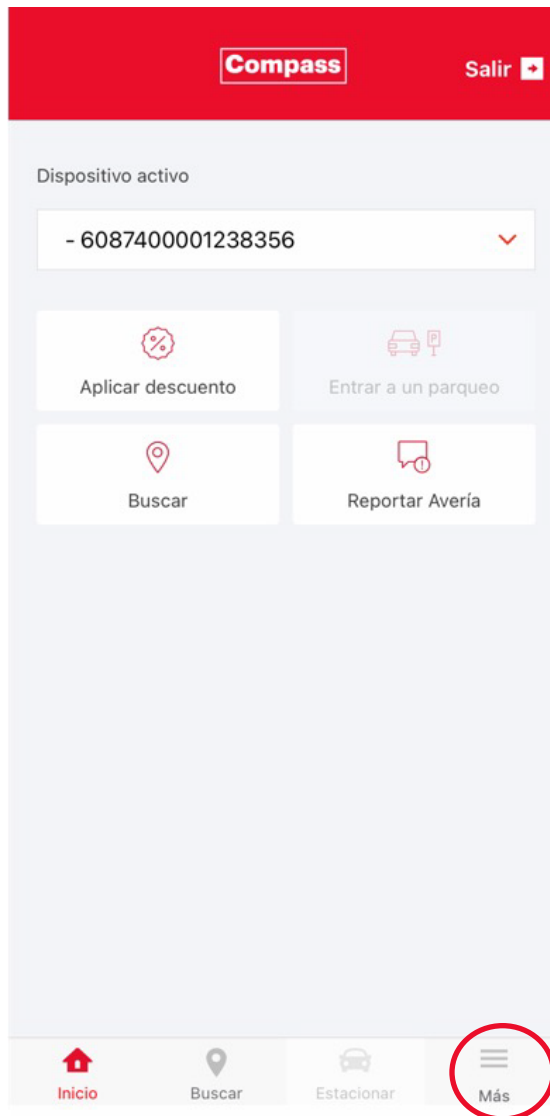 Compass
Salir
Dispositivo activo
- 6087400001238356
Aplicar descuento
Entrar a un parqueo
P
Buscar
Reportar Avería
Inicio
Buscar
Estacionar
Más